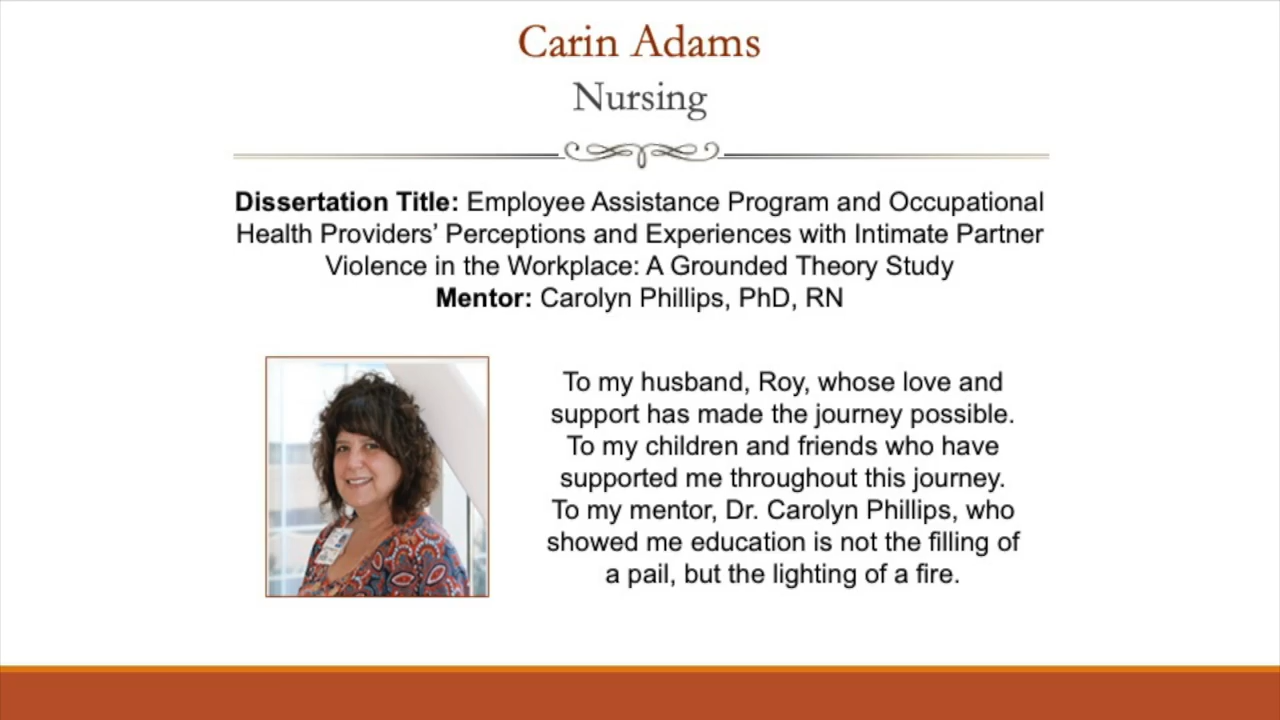 Carin Adams
Nursing
Dissertation Title: Employee Assistance Program and Occupational
Health Providers’ Perceptions and Experiences with Intimate Partner
Violence in the Workplace: A Grounded Theory Study
Mentor: Carolyn Phillips, PhD, RN
To my husband, Roy, whose love and
support has made the journey possible.
To my children and friends who have
supported me throughout this journey.
To my mentor, Dr. Carolyn Phillips, who
showed me education is not the filling of
a pail, but the lighting of a fire.